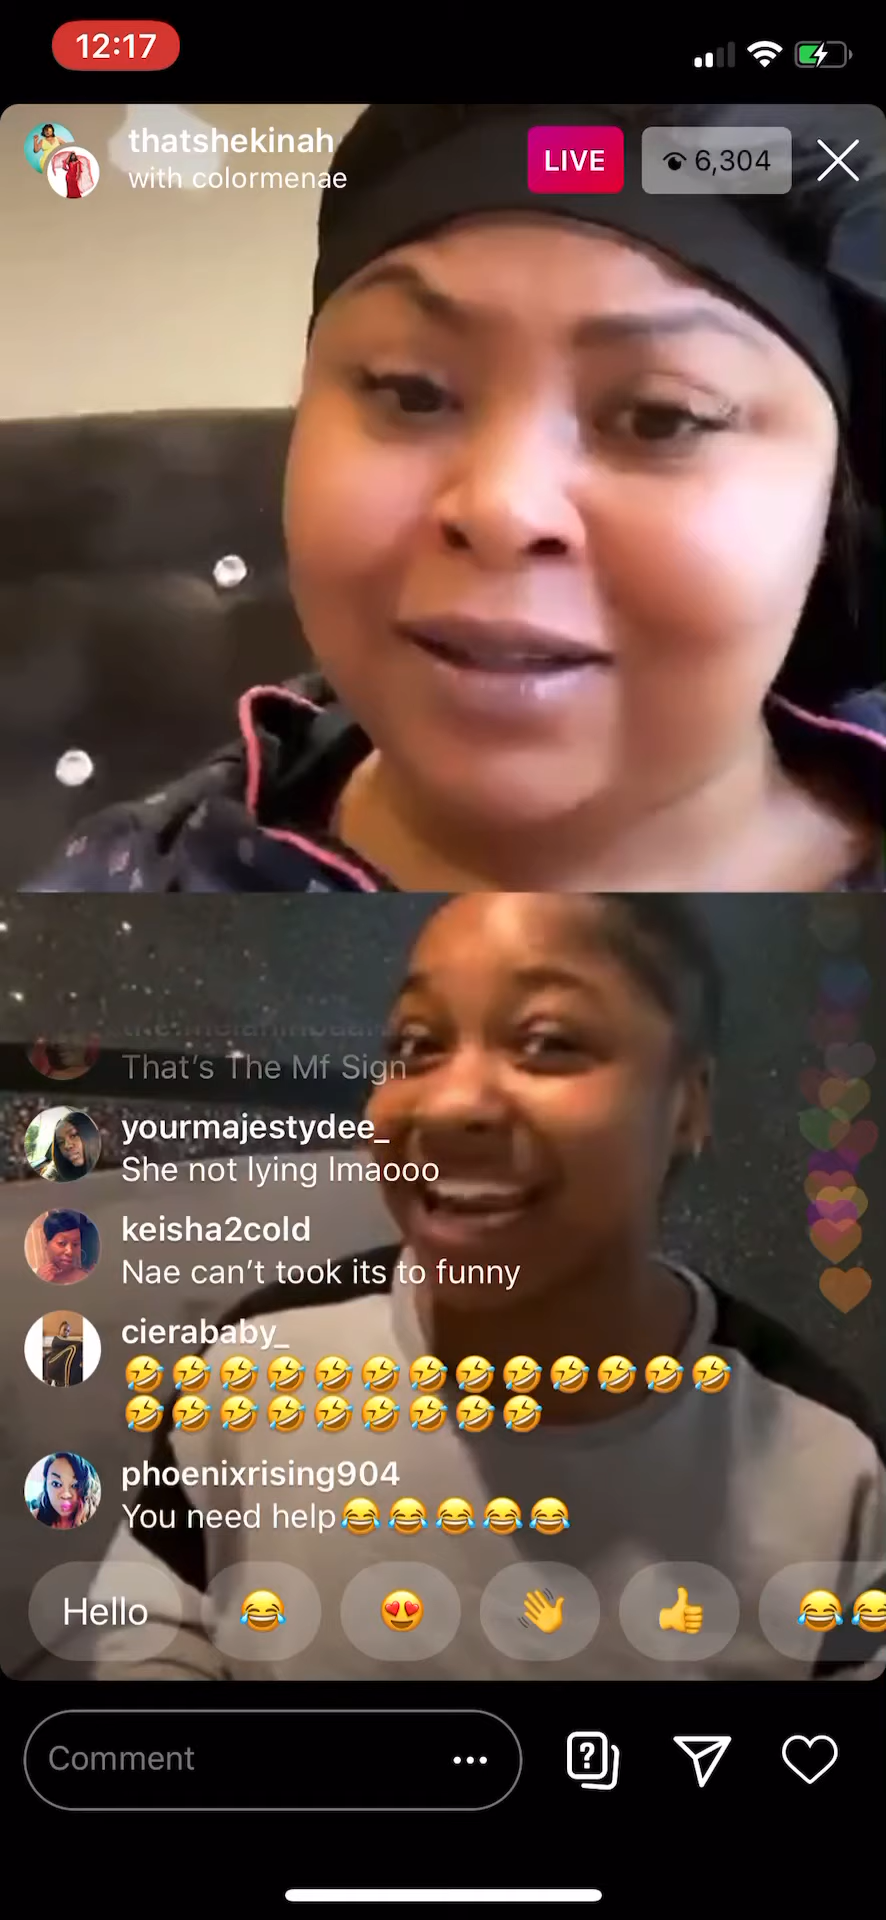 12:17
thatshekinah
with colormenae
LIVE
6,304
That's The Mf Sign
yourmajestydee_
She not lying lmaooo
keisha2cold
Nae can't took its to funny
cierababy_
🤣🤣🤣🤣🤣🤣🤣🤣🤣🤣🤣🤣🤣
🤣🤣🤣🤣🤣🤣🤣🤣🤣
phoenixrising904
You need help😂😂😂😂😂
Hello 😂 😍 👋 👍 😂😂
Comment